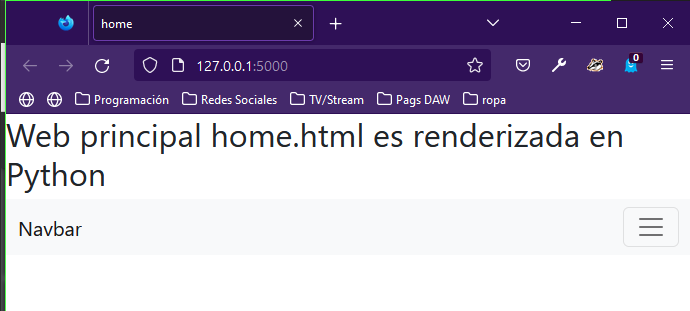 home
127.0.0.1:5000
0
Programación Redes Sociales TV/Stream Pags DAW ropa
Web principal home.html es renderizada en
Python
Navbar